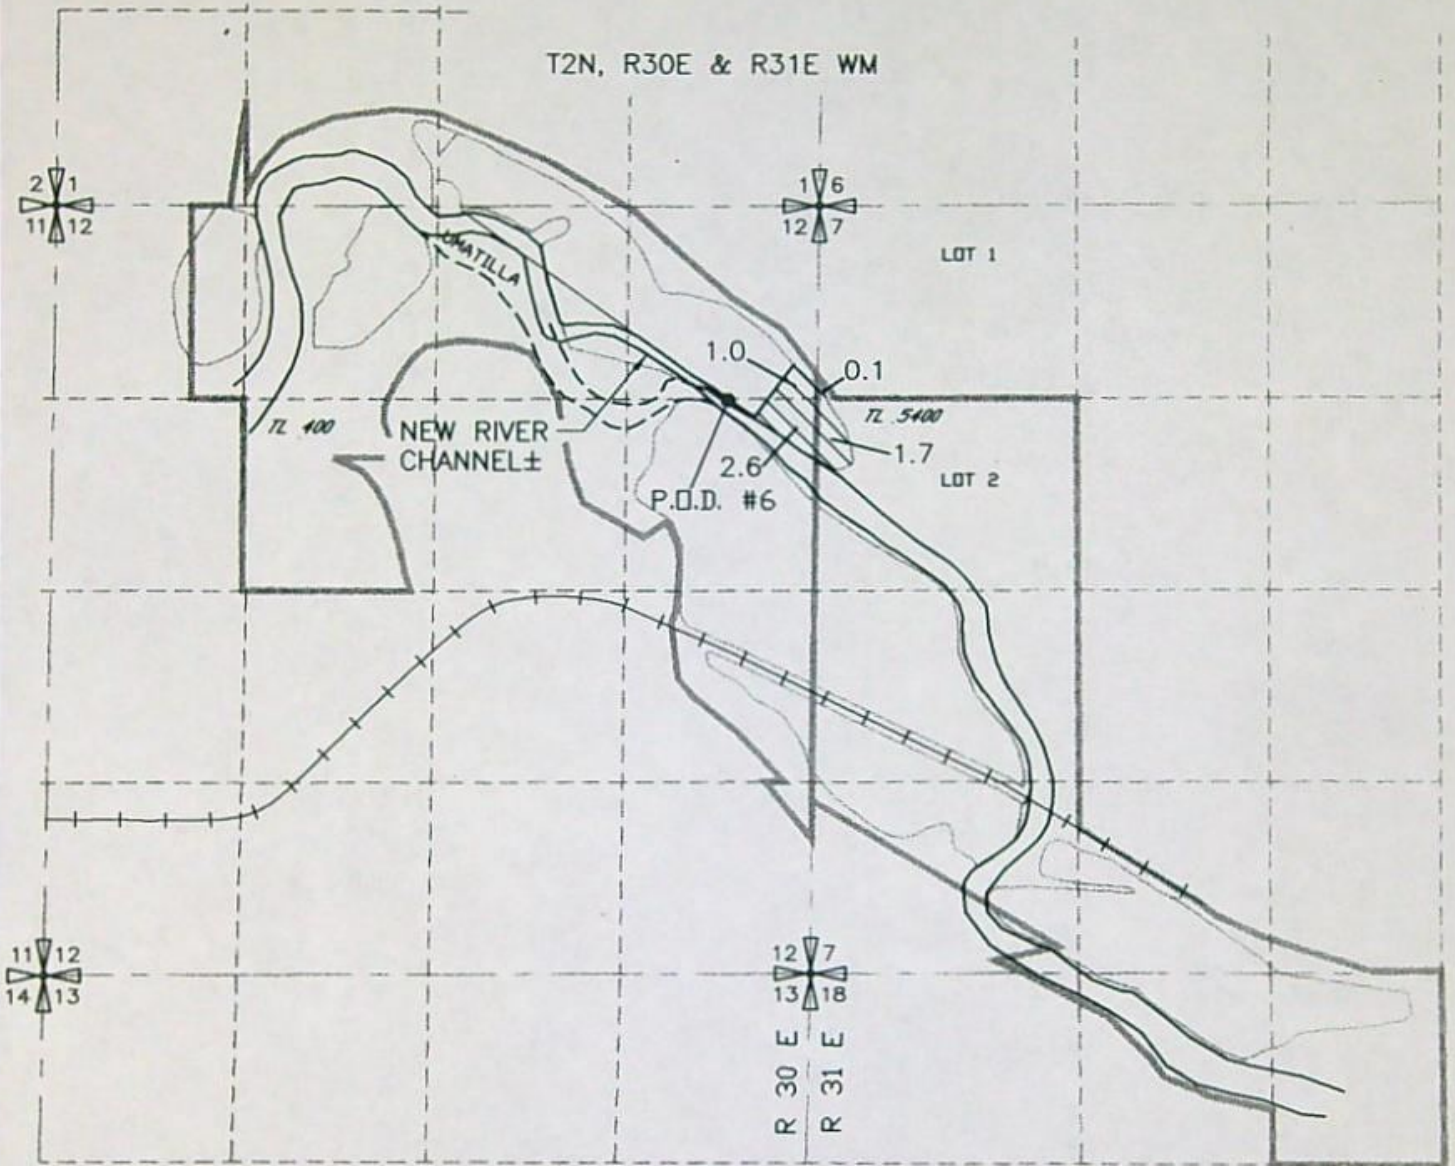 T2N, R30E & R31E WM
2 1
11 12
1 6
12 7
LOT 1
UMATILLA
1.0
0.1
TL 400
NEW RIVER
CHANNEL±
TL 5400
1.7
2.6
LOT 2
P.O.D. #6
11 12
14 13
12 7
13 18
R 30 E
R 31 E